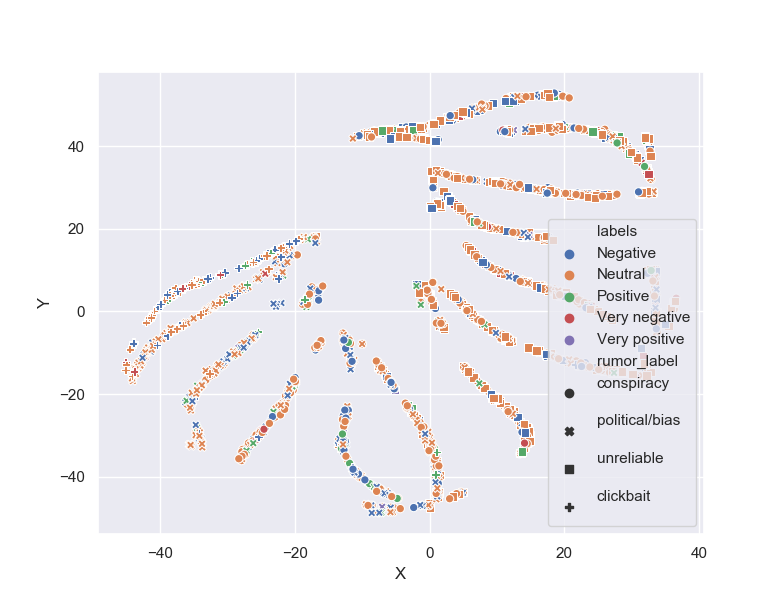 40
20
0
−20
−40
Y
−40
−20
0
20
40
X
labels
Negative
Neutral
Positive
Very negative
Very positive
rumor_label
conspiracy
political/bias
unreliable
clickbait